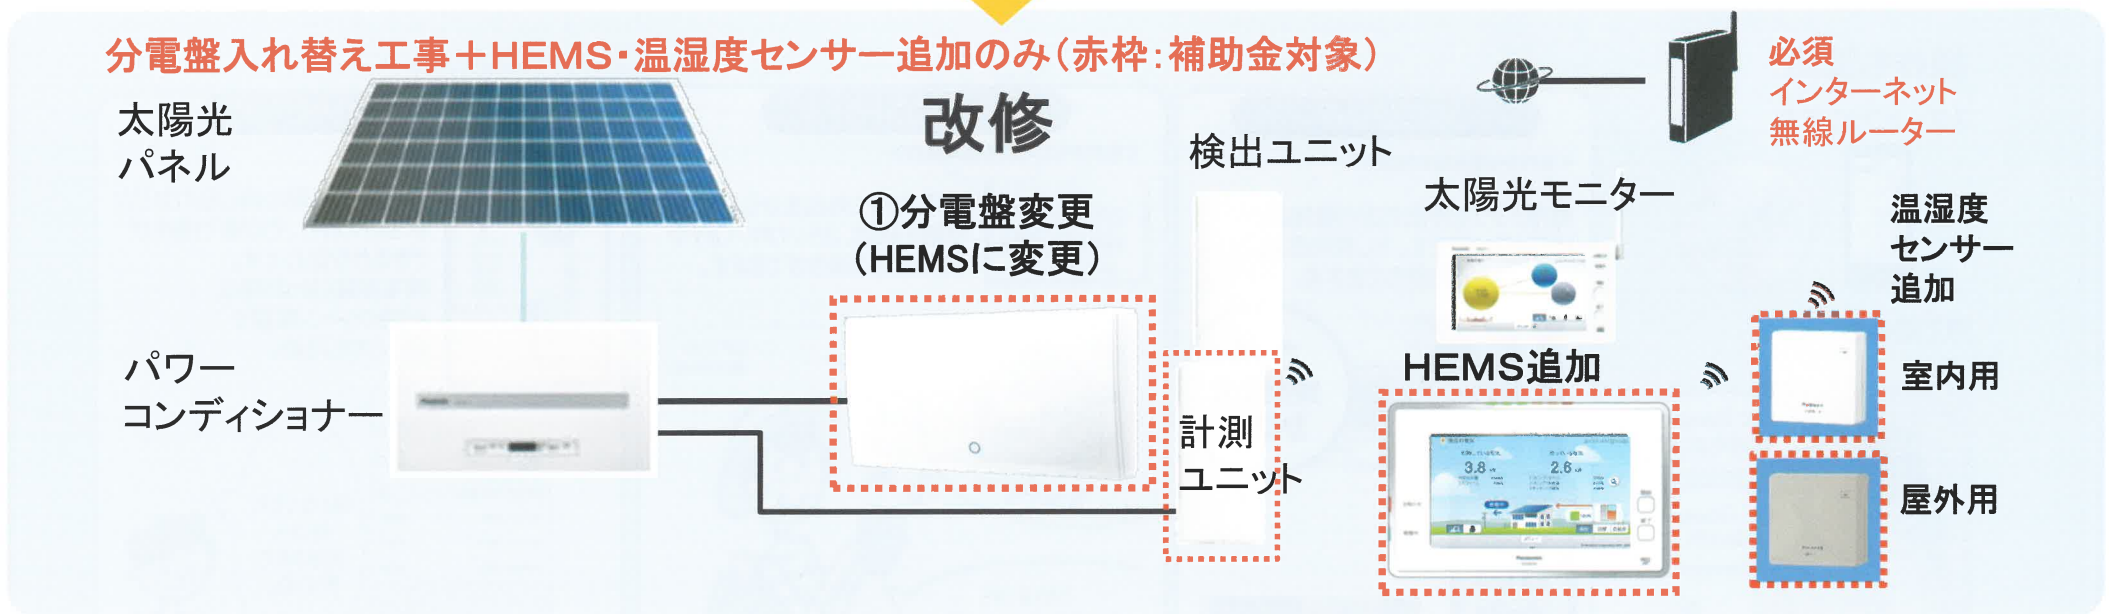 分電盤入れ替え工事＋HEMS・温湿度センサー追加のみ（赤枠：補助金対象）
太陽光
パネル
改修
必須
インターネット
無線ルーター
検出ユニット
太陽光モニター
①分電盤変更
（HEMSに変更）
温湿度
センサー
追加
パワー
コンディショナー
HEMS追加
室内用
計測
ユニット
3.8
2.6
屋外用
Panasonic